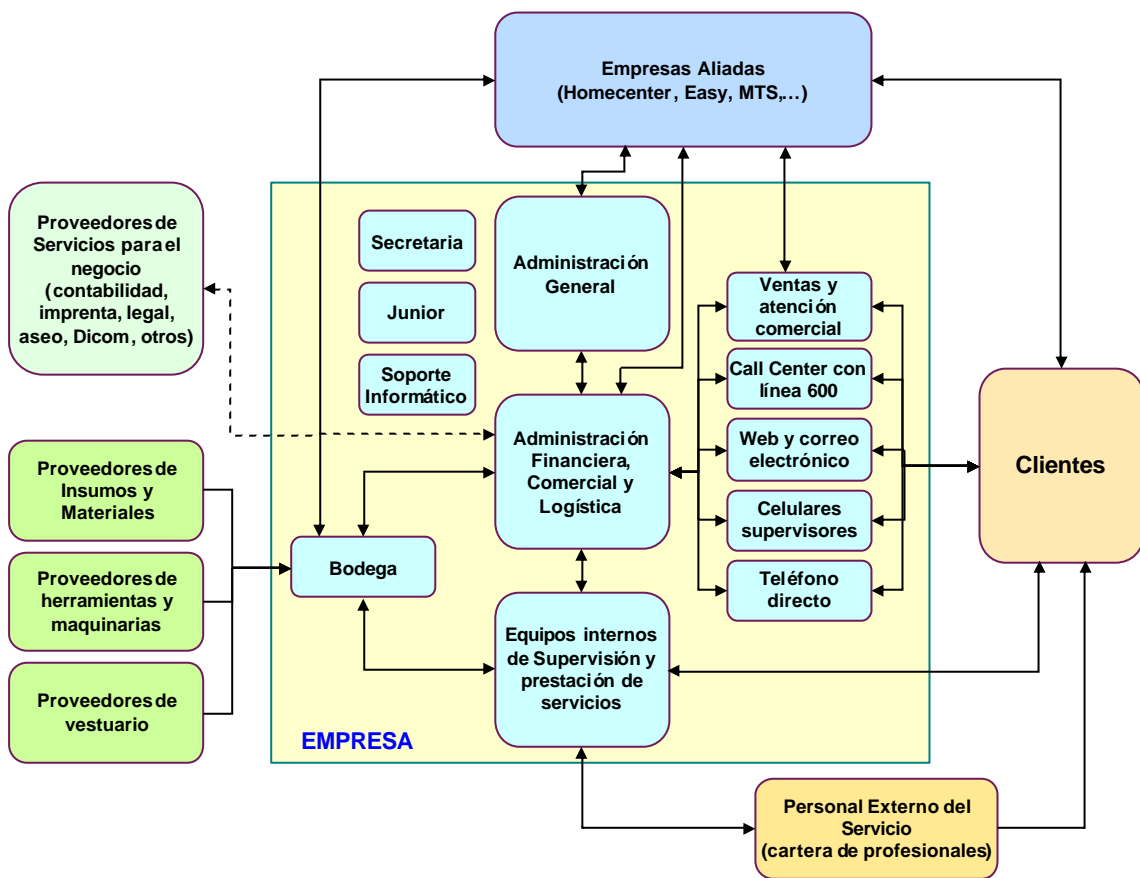 Empresas Aliadas
(Homecenter, Easy, MTS,...)
Proveedores de
Servicios para el
negocio
(contabilidad,
imprenta, legal,
aseo, Dicom, otros)
Secretaria
Junior
Soporte
Informático
Administración
General
Ventas y
atención
comercial
Call Center con
línea 600
Web y correo
electrónico
Celulares
supervisores
Teléfono
directo
Clientes
Administración
Financiera,
Comercial y
Logística
Proveedores de
Insumos y
Materiales
Proveedores de
herramientas y
maquinarias
Proveedores de
vestuario
Bodega
Equipos internos
de Supervisión y
prestación de
servicios
EMPRESA
Personal Externo del
Servicio
(cartera de profesionales)